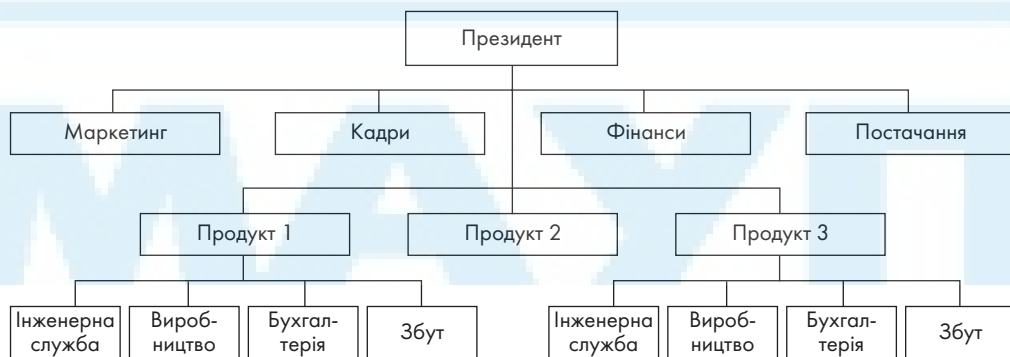 Президент
Маркетинг
Кадри
Фінанси
Постачання
Продукт 1
Продукт 2
Продукт 3
Інженерна
служба
Вироб-
ництво
Бухгал-
терія
Збут
Інженерна
служба
Вироб-
ництво
Бухгал-
терія
Збут